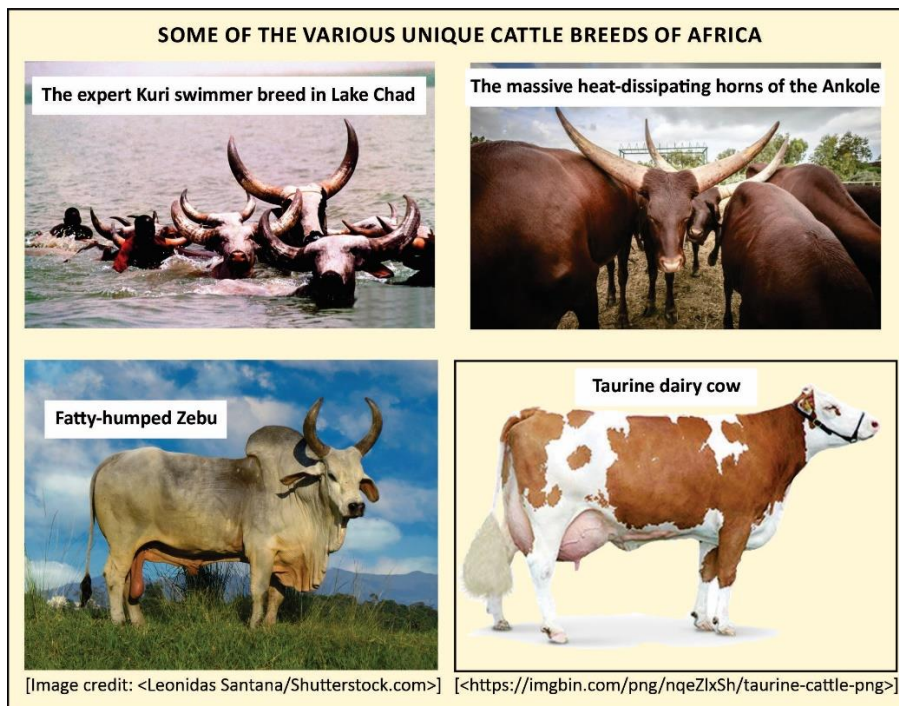 SOME OF THE VARIOUS UNIQUE CATTLE BREEDS OF AFRICA
The expert Kuri swimmer breed in Lake Chad
The massive heat-dissipating horns of the Ankole
Fatty-humped Zebu
Taurine dairy cow
[Image credit: <Leonidas Santana/Shutterstock.com>]
[<https://imgbin.com/png/nqeZlxSh/taurine-cattle-png>]